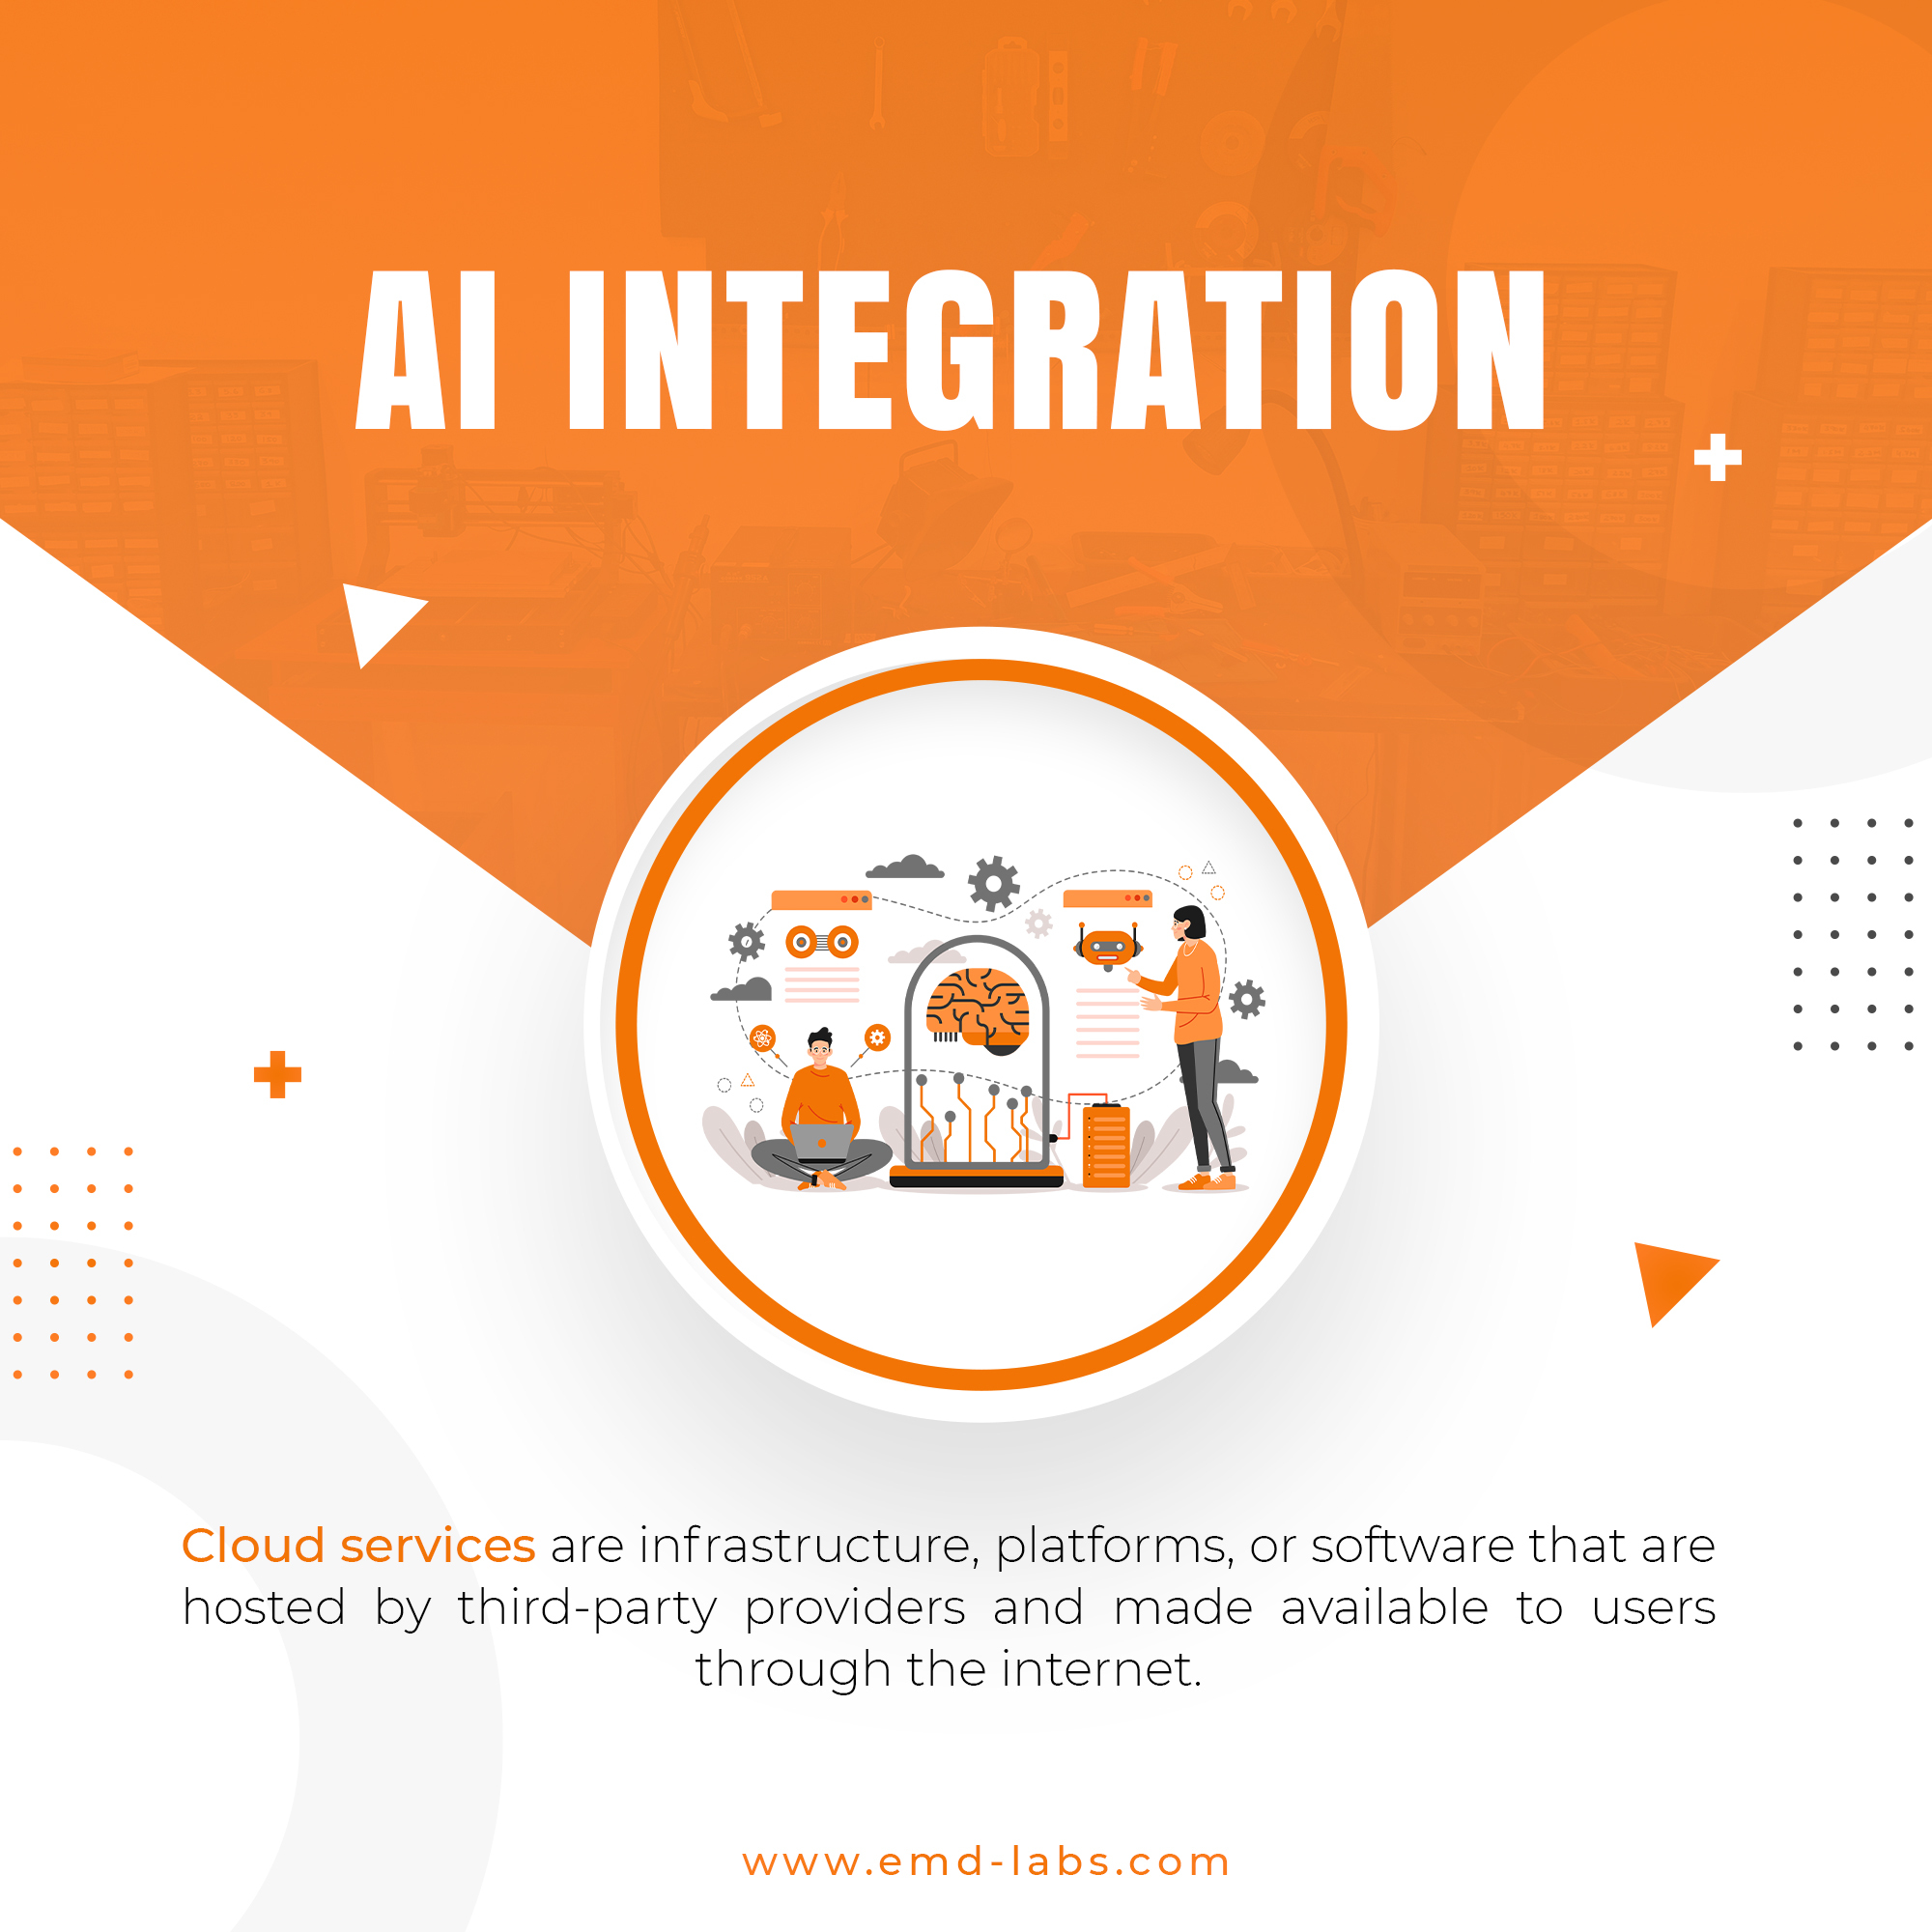 AI INTEGRATION
Cloud services are infrastructure, platforms, or software that are
hosted by third-party providers and made available to users
through the internet.
www.emd-labs.com